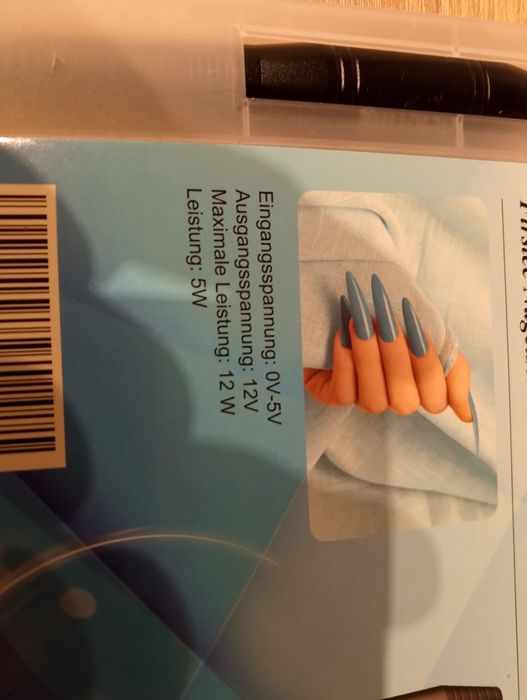 Eingangsspannung: 0V-5V
Ausgangsspannung: 12V
Maximale Leistung: 12 W
Leistung: 5W